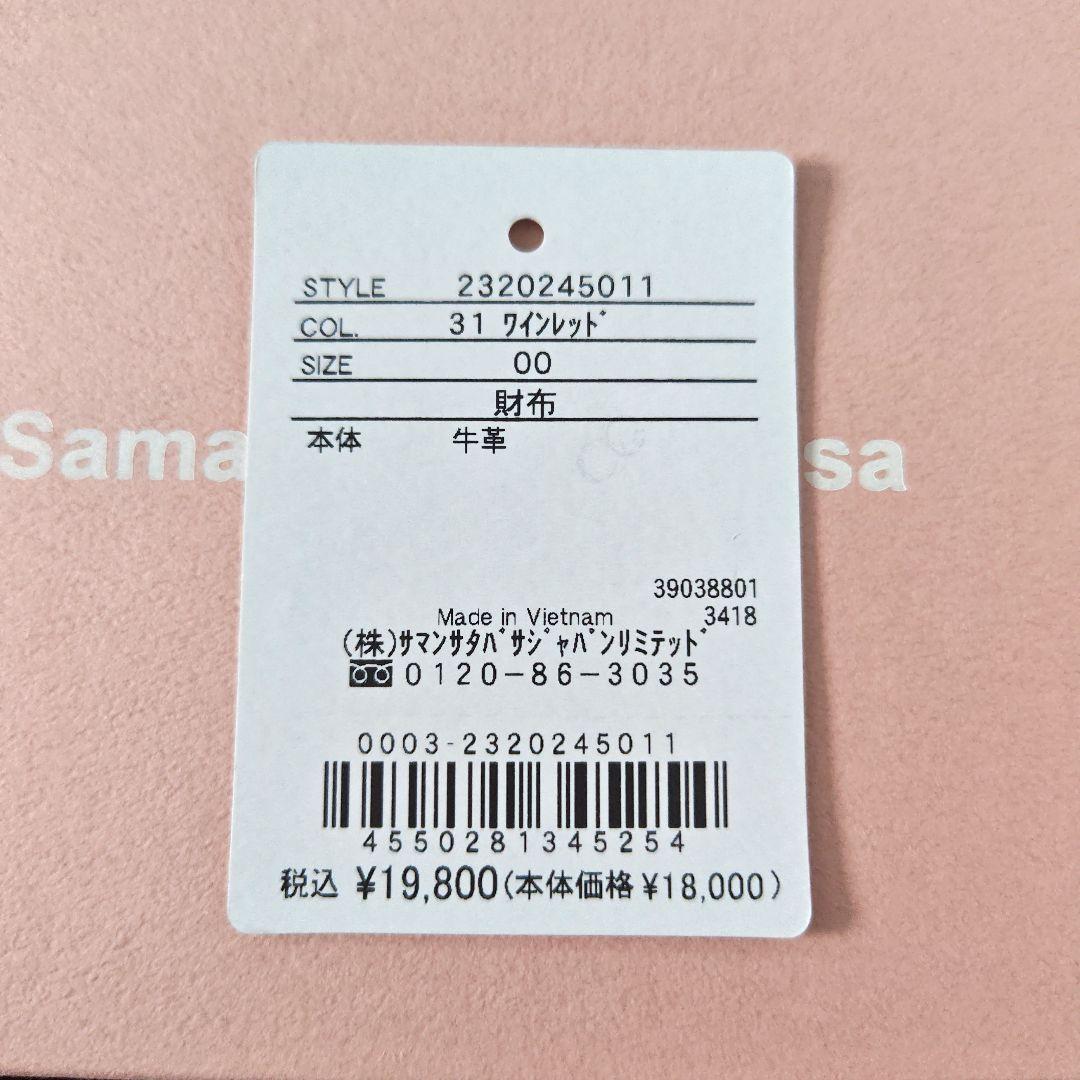 STYLE 2320245011
COL. 31 ﾜｲﾝﾚｯﾄﾞ
SIZE 00
財布
本体 牛革
Sama sa
39038801
Made in Vietnam 3418
(株)ｻﾏﾝｻﾀﾊﾞｻｼﾞｬﾊﾟﾝﾘﾐﾃｯﾄﾞ
0120-86-3035
0003-2320245011
4550281345254
税込 ¥19,800(本体価格 ¥18,000)